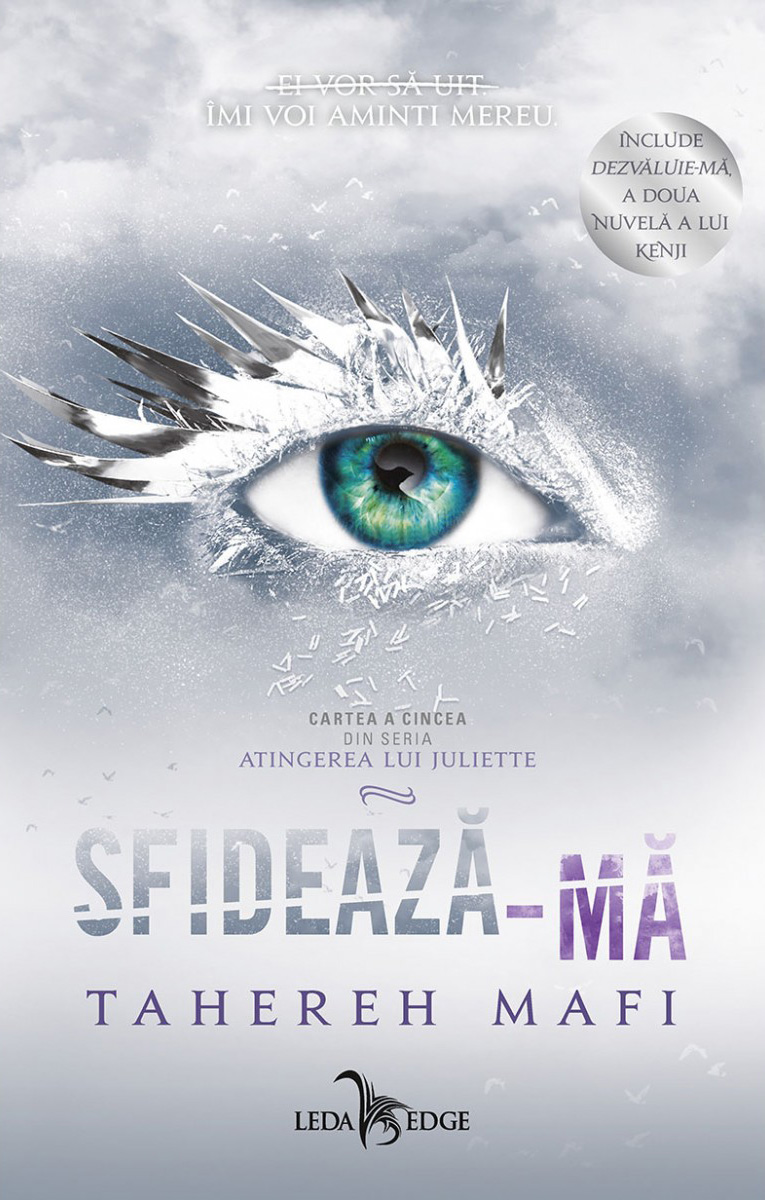 EI VOR SĂ UIT.
ÎMI VOI AMINTI MEREU.
INCLUDE
DEZVĂLUIE-MĂ,
A DOUA
NUVELĂ A LUI
KENJI
CARTEA A CINCEA
DIN SERIA
ATINGEREA LUI JULIETTE
SFIDEAZĂ-MĂ
TAHEREH MAFI
LEDA EDGE